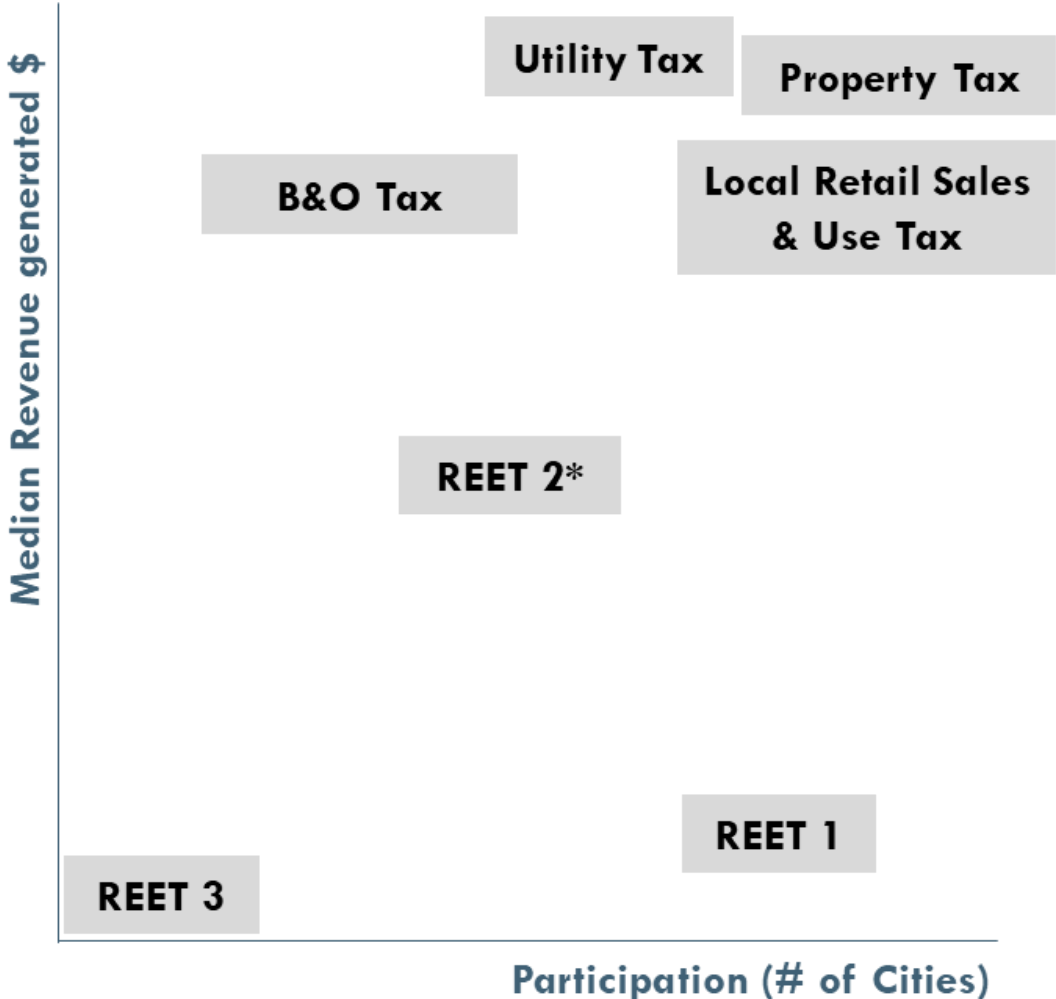 Median Revenue generated $
Utility Tax
Property Tax
B&O Tax
Local Retail Sales
& Use Tax
REET 2*
REET 1
REET 3
Participation (# of Cities)